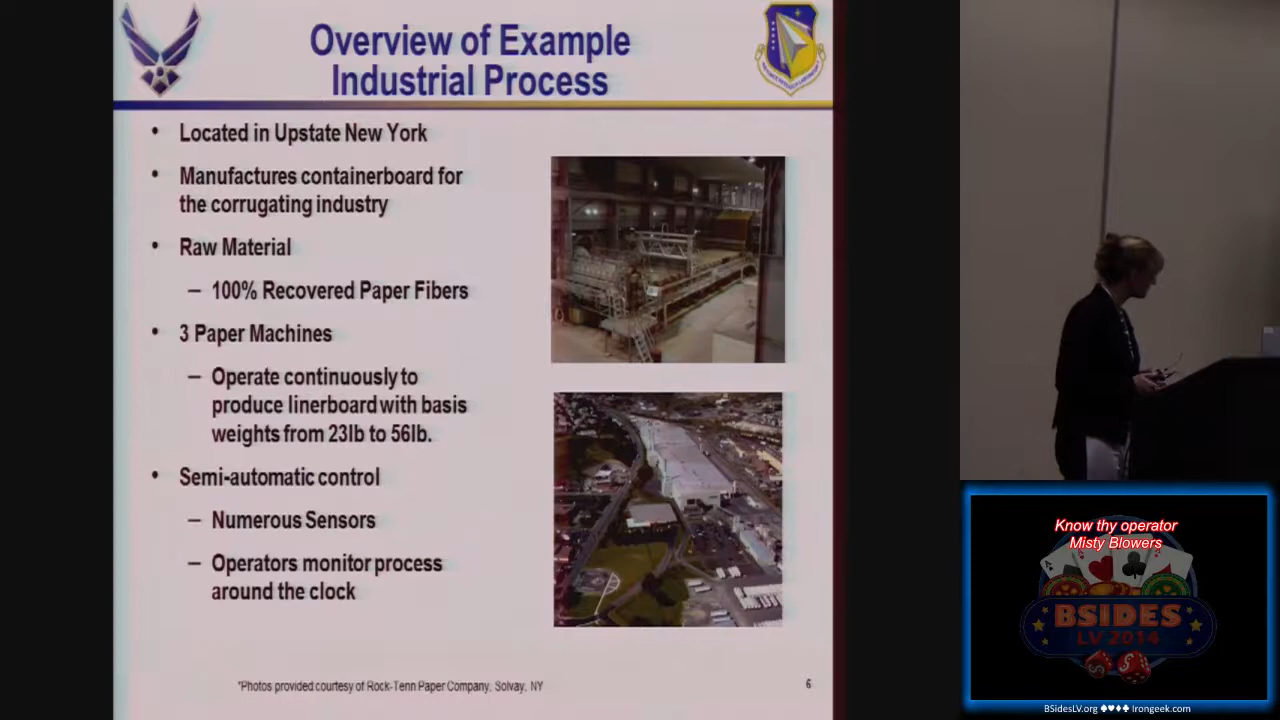 Overview of Example
Industrial Process
• Located in Upstate New York
• Manufactures containerboard for
the corrugating industry
• Raw Material
– 100% Recovered Paper Fibers
• 3 Paper Machines
– Operate continuously to
produce linerboard with basis
weights from 23lb to 56lb.
• Semi-automatic control
– Numerous Sensors
– Operators monitor process
around the clock
*Photos provided courtesy of Rock-Tenn Paper Company, Solvay, NY
6
Know thy operator
Misty Blowers
BSIDES
LV 2014
BSidesLV.org ♠♥♦♣ Irongeek.com